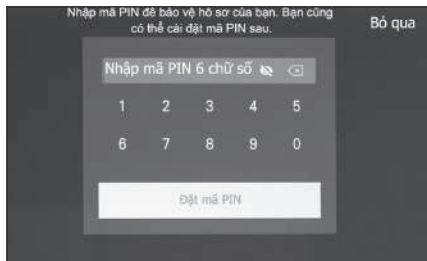 Nhập mã PIN để bảo vệ hồ sơ của bạn. Bạn cũng
có thể cài đặt mã PIN sau.
Bỏ qua
Nhập mã PIN 6 chữ số
1 2 3 4 5
6 7 8 9 0
Đặt mã PIN